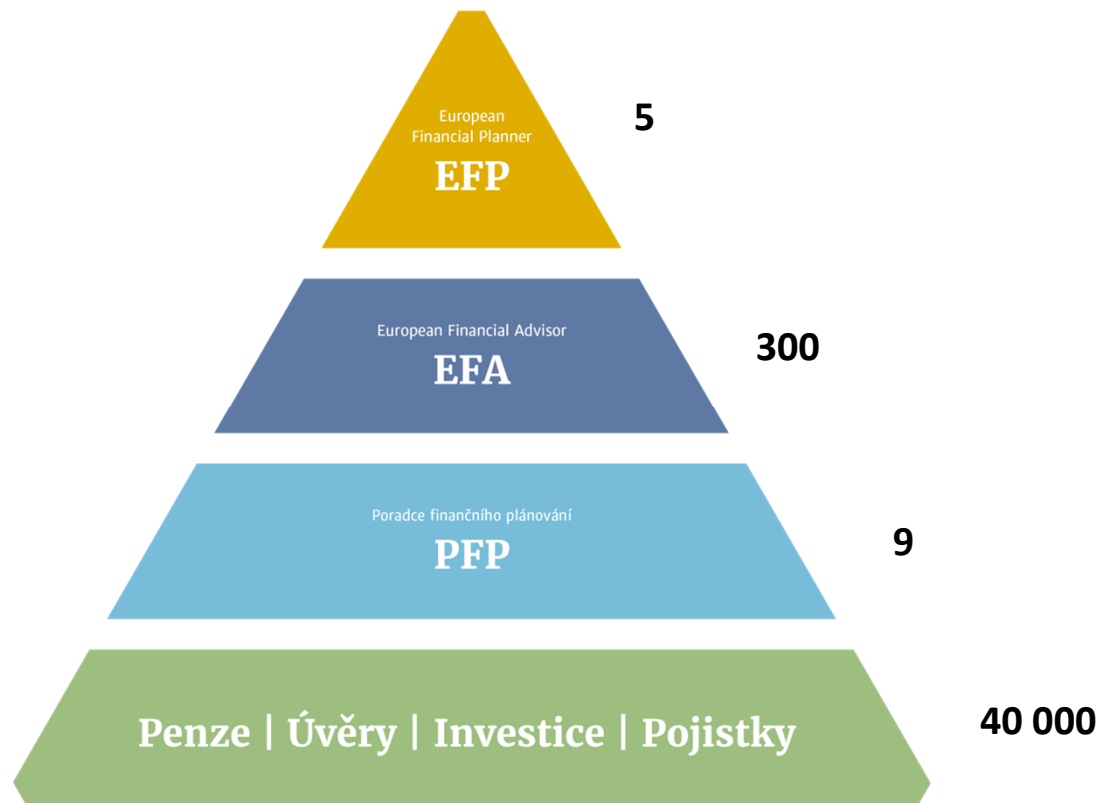 European
Financial Planner
EFP
5
European Financial Advisor
EFA
300
Poradce finančního plánování
PFP
9
Penze | Úvěry | Investice | Pojistky
40 000